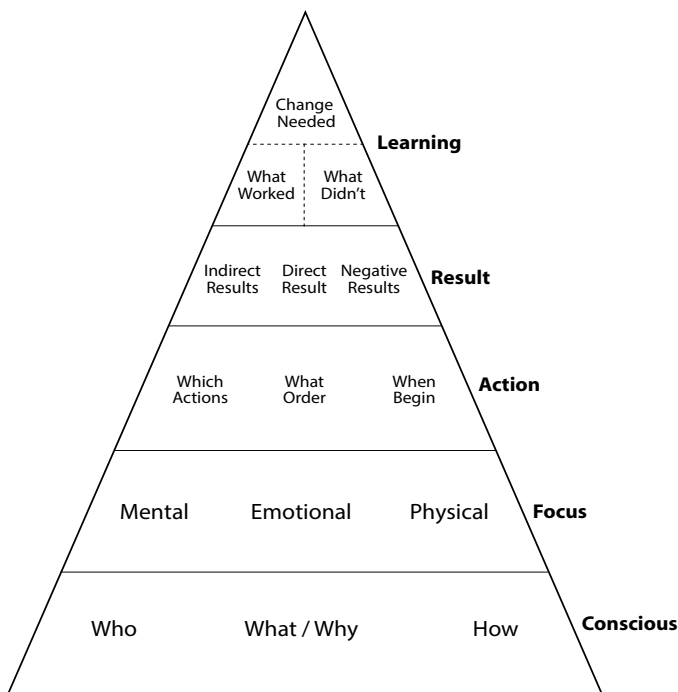 Change
Needed
Learning
What
Worked
What
Didn't
Indirect
Results
Direct
Result
Negative
Results
Result
Which
Actions
What
Order
When
Begin
Action
Mental
Emotional
Physical
Focus
Who
What / Why
How
Conscious